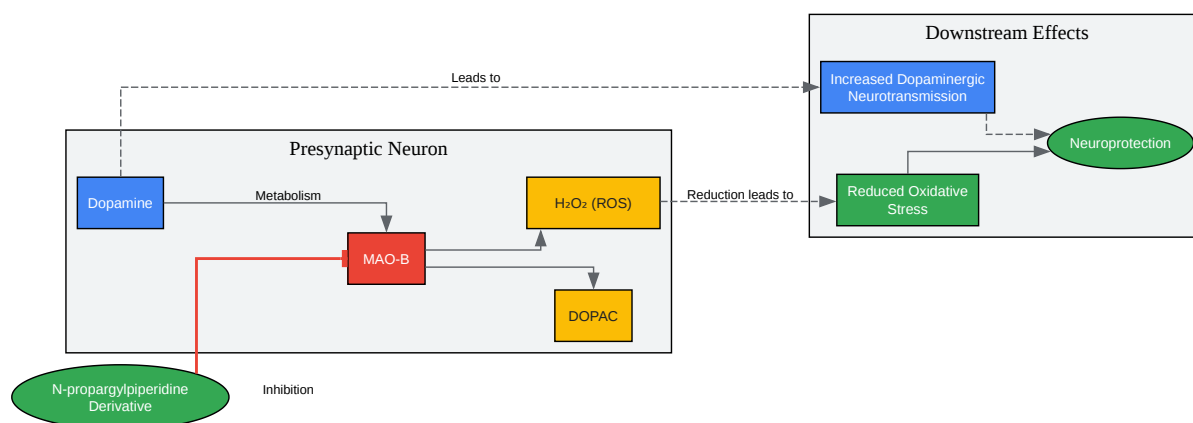 Downstream Effects
Leads to
Increased Dopaminergic
Neurotransmission
Presynaptic Neuron
Neuroprotection
Dopamine
Metabolism
H₂O₂ (ROS)
Reduction leads to
Reduced Oxidative
Stress
MAO-B
DOPAC
N-propargylpiperidine
Derivative
Inhibition